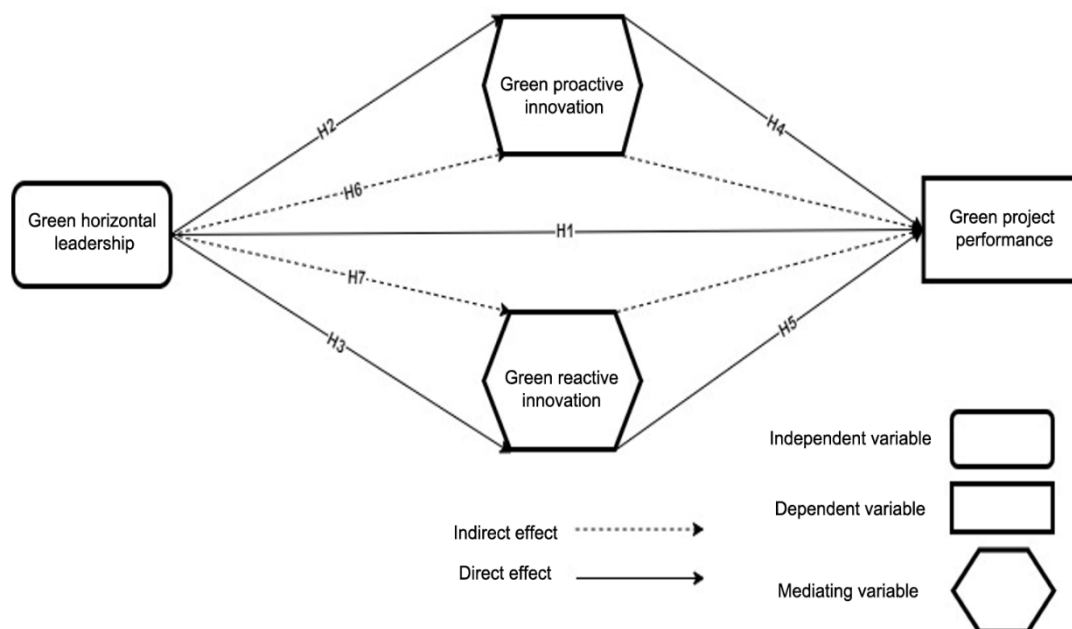 Green proactive
innovation
H2
H4
H6
Green horizontal
leadership
H1
Green project
performance
H7
H3
H5
Green reactive
innovation
Independent variable
Dependent variable
Indirect effect
Direct effect
Mediating variable